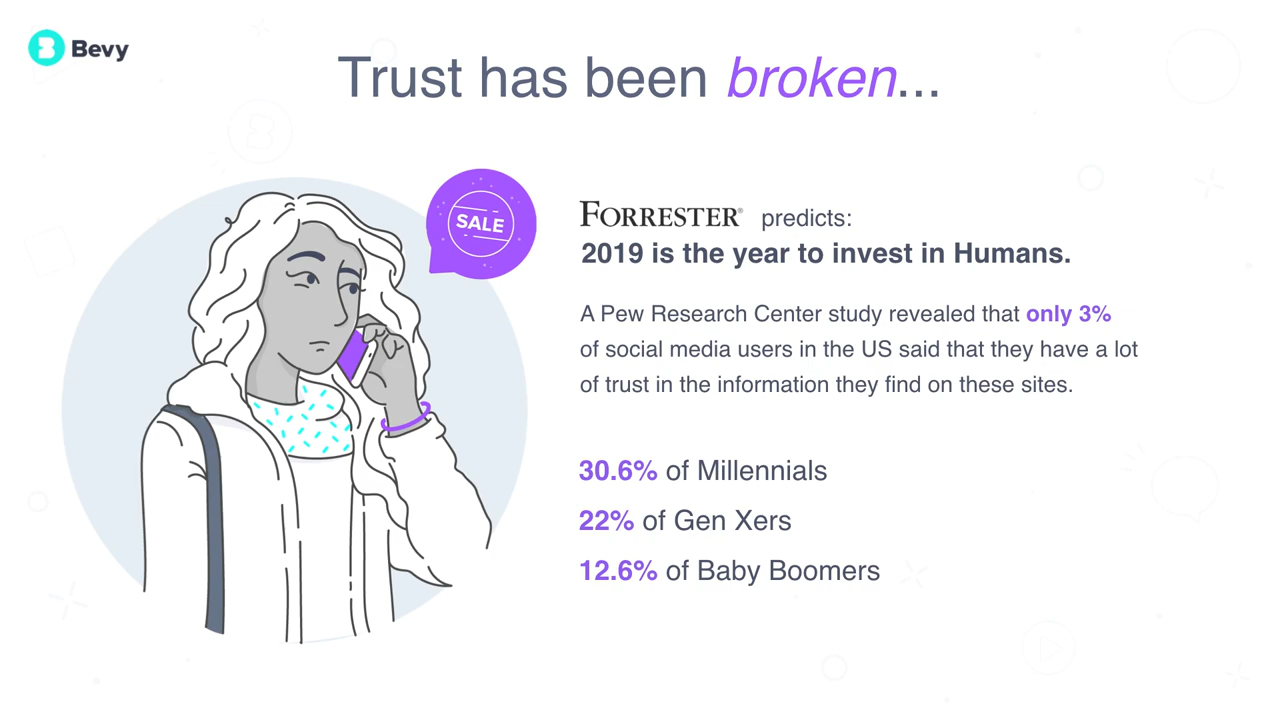 Bevy
Trust has been broken...
SALE
FORRESTER® predicts:
2019 is the year to invest in Humans.
A Pew Research Center study revealed that only 3%
of social media users in the US said that they have a lot
of trust in the information they find on these sites.
30.6% of Millennials
22% of Gen Xers
12.6% of Baby Boomers